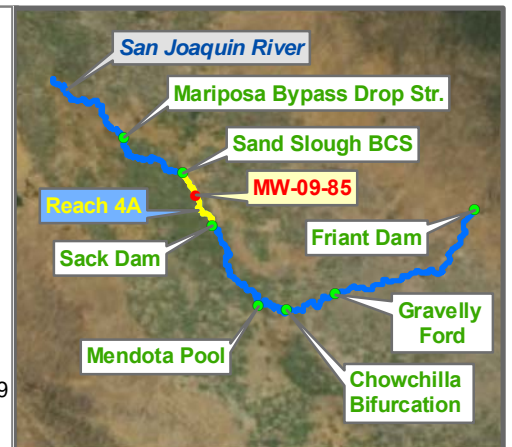 San Joaquin River
Mariposa Bypass Drop Str.
Sand Slough BCS
MW-09-85
Reach 4A
Friant Dam
Sack Dam
Gravelly
Ford
Mendota Pool
Chowchilla
Bifurcation
9